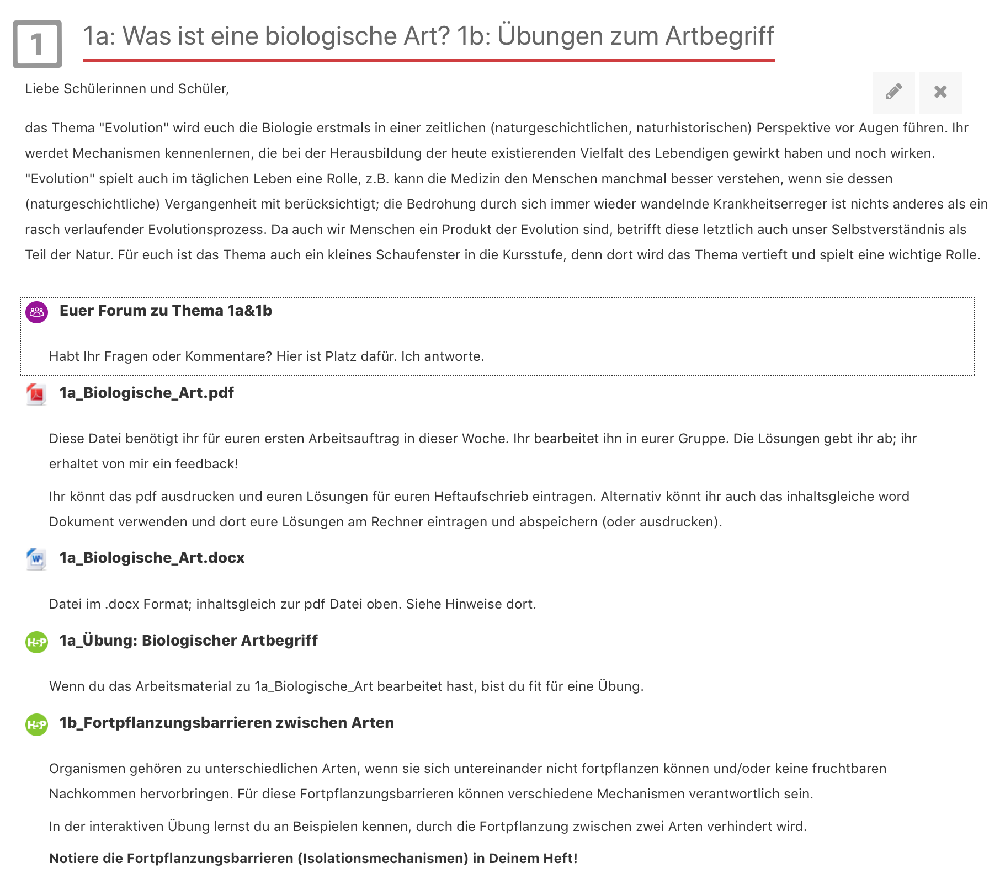 1
1a: Was ist eine biologische Art? 1b: Übungen zum Artbegriff
Liebe Schülerinnen und Schüler,
das Thema "Evolution" wird euch die Biologie erstmals in einer zeitlichen (naturgeschichtlichen, naturhistorischen) Perspektive vor Augen führen. Ihr
werdet Mechanismen kennenlernen, die bei der Herausbildung der heute existierenden Vielfalt des Lebendigen gewirkt haben und noch wirken.
"Evolution" spielt auch im täglichen Leben eine Rolle, z.B. kann die Medizin den Menschen manchmal besser verstehen, wenn sie dessen
(naturgeschichtliche) Vergangenheit mit berücksichtigt; die Bedrohung durch sich immer wieder wandelnde Krankheitserreger ist nichts anderes als ein
rasch verlaufender Evolutionsprozess. Da auch wir Menschen ein Produkt der Evolution sind, betrifft diese letztlich auch unser Selbstverständnis als
Teil der Natur. Für euch ist das Thema auch ein kleines Schaufenster in die Kursstufe, denn dort wird das Thema vertieft und spielt eine wichtige Rolle.
Euer Forum zu Thema 1a&1b
Habt Ihr Fragen oder Kommentare? Hier ist Platz dafür. Ich antworte.
1a_Biologische_Art.pdf
Diese Datei benötigt ihr für euren ersten Arbeitsauftrag in dieser Woche. Ihr bearbeitet ihn in eurer Gruppe. Die Lösungen gebt ihr ab; ihr
erhaltet von mir ein feedback!
Ihr könnt das pdf ausdrucken und euren Lösungen für euren Heftaufschrieb eintragen. Alternativ könnt ihr auch das inhaltsgleiche word
Dokument verwenden und dort eure Lösungen am Rechner eintragen und abspeichern (oder ausdrucken).
W 1a_Biologische_Art.docx
Datei im .docx Format; inhaltsgleich zur pdf Datei oben. Siehe Hinweise dort.
H5P 1a_Übung: Biologischer Artbegriff
Wenn du das Arbeitsmaterial zu 1a_Biologische_Art bearbeitet hast, bist du fit für eine Übung.
H5P 1b_Fortpflanzungsbarrieren zwischen Arten
Organismen gehören zu unterschiedlichen Arten, wenn sie sich untereinander nicht fortpflanzen können und/oder keine fruchtbaren
Nachkommen hervorbringen. Für diese Fortpflanzungsbarrieren können verschiedene Mechanismen verantwortlich sein.
In der interaktiven Übung lernst du an Beispielen kennen, durch die Fortpflanzung zwischen zwei Arten verhindert wird.
Notiere die Fortpflanzungsbarrieren (Isolationsmechanismen) in Deinem Heft!